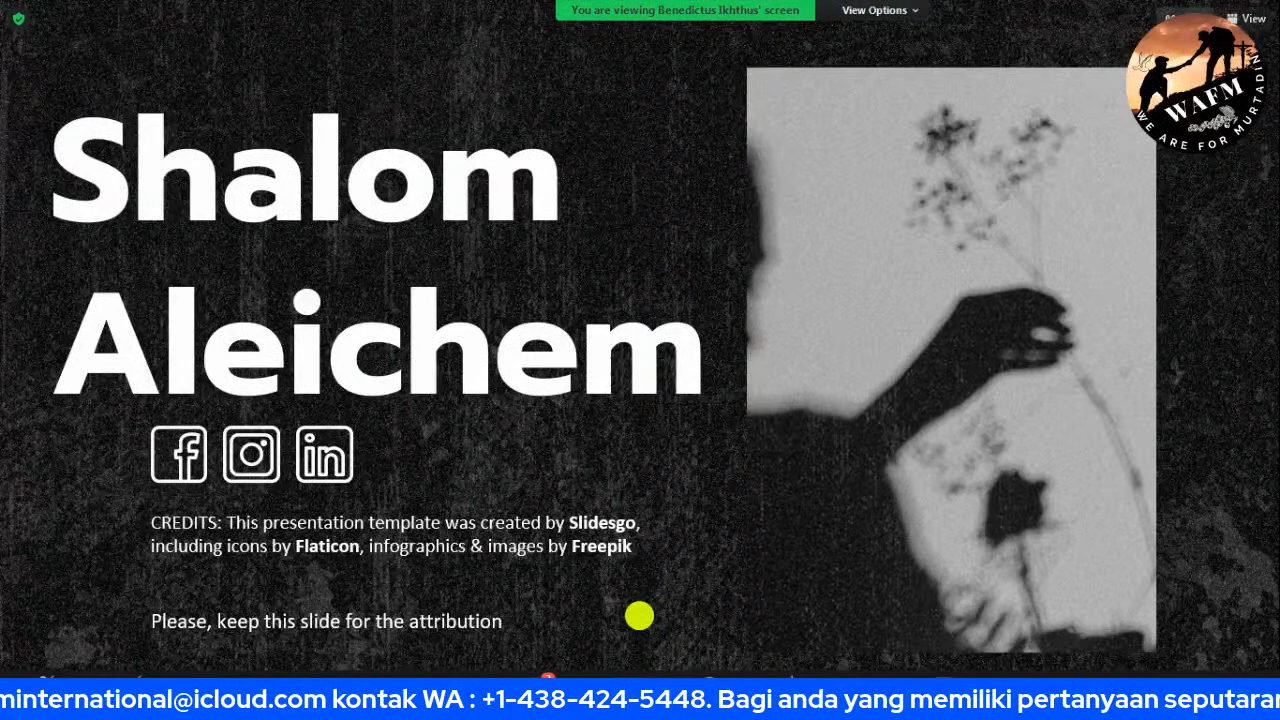 You are viewing Benedictus Ikhthus' screen
View Options
View
WAFM
WE ARE FOR MURTADIN
Shalom
Aleichem
CREDITS: This presentation template was created by Slidesgo,
including icons by Flaticon, infographics & images by Freepik
Please, keep this slide for the attribution
minternational@icloud.com kontak WA : +1-438-424-5448. Bagi anda yang memiliki pertanyaan seputaran